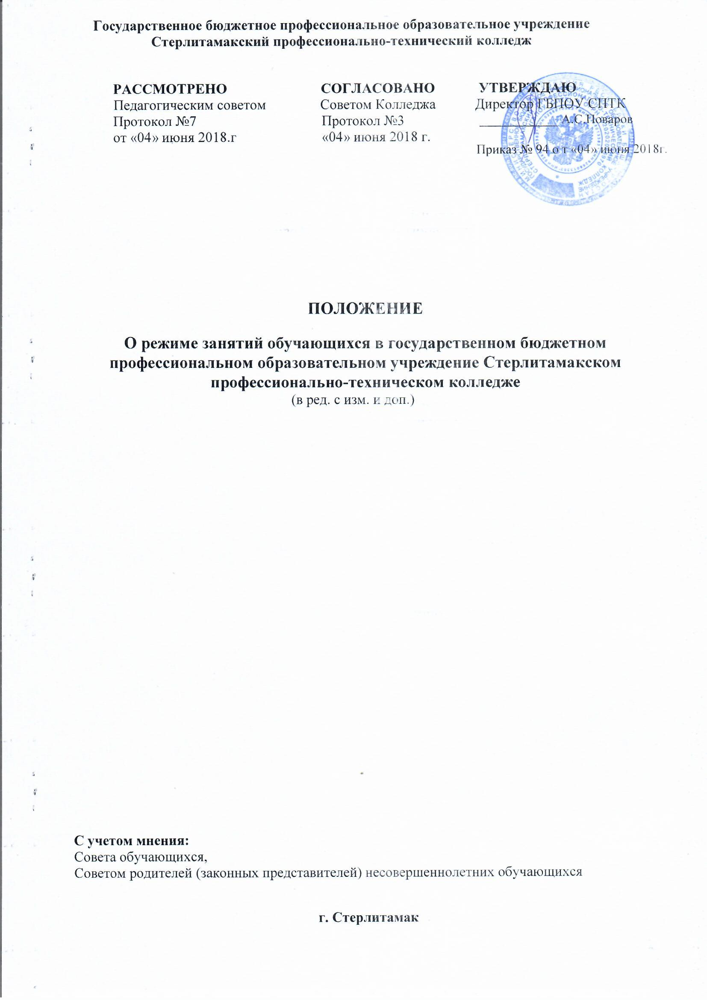 Государственное бюджетное профессиональное образовательное учреждение
Стерлитамакский профессионально-технический колледж
РАССМОТРЕНО
Педагогическим советом
Протокол №7
от «04» июня 2018.г
СОГЛАСОВАНО
Советом Колледжа
Протокол №3
«04» июня 2018 г.
УТВЕРЖДАЮ
Директор ГБПОУ СПТК
____________ А.С.Поваров
Приказ № 94 о т «04» июня 2018г.
ПОЛОЖЕНИЕ
О режиме занятий обучающихся в государственном бюджетном
профессиональном образовательном учреждение Стерлитамакском
профессионально-техническом колледже
(в ред. с изм. и доп.)
С учетом мнения:
Совета обучающихся,
Советом родителей (законных представителей) несовершеннолетних обучающихся
г. Стерлитамак